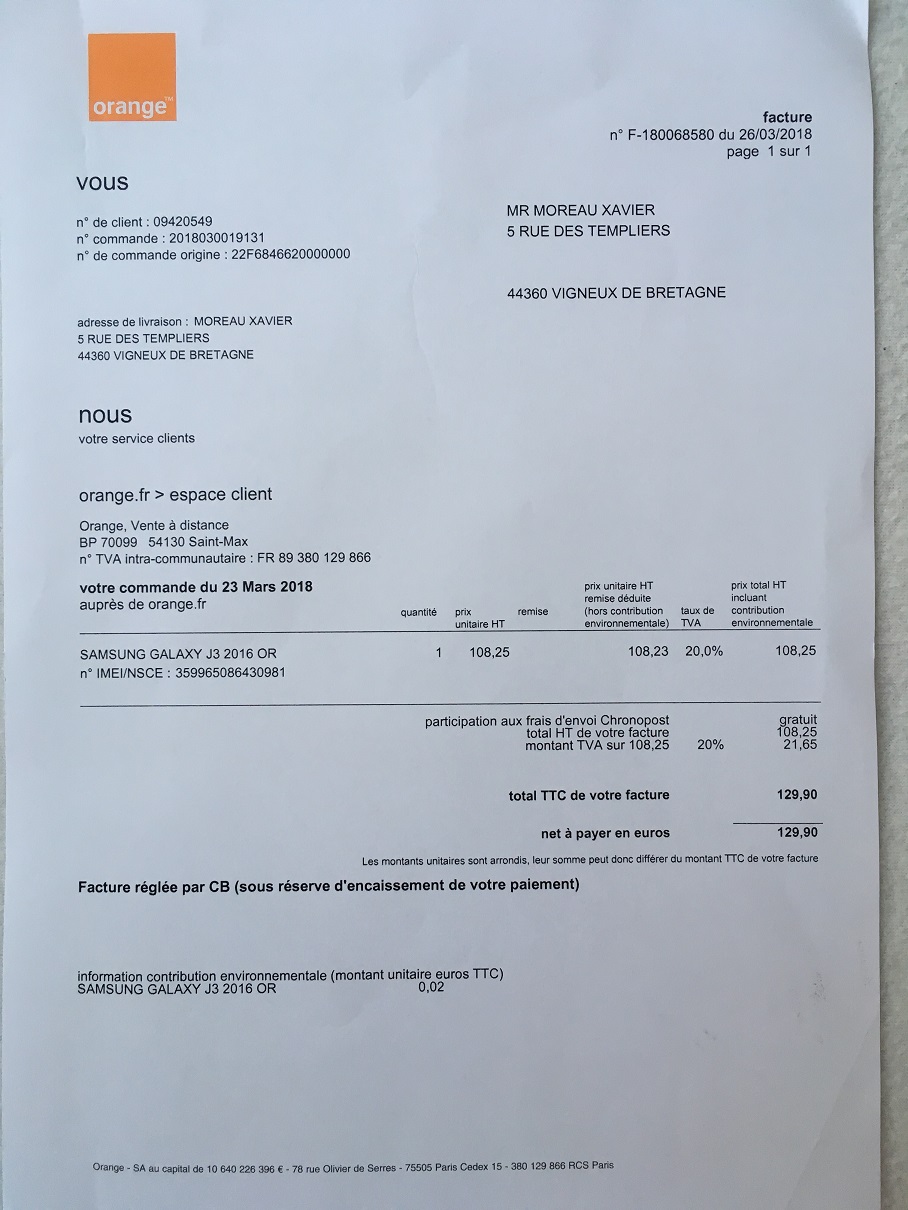 orange™
facture
n° F-180068580 du 26/03/2018
page 1 sur 1
vous
n° de client : 09420549
n° commande : 2018030019131
n° de commande origine : 22F6846620000000
MR MOREAU XAVIER
5 RUE DES TEMPLIERS
44360 VIGNEUX DE BRETAGNE
adresse de livraison : MOREAU XAVIER
5 RUE DES TEMPLIERS
44360 VIGNEUX DE BRETAGNE
nous
votre service clients
orange.fr > espace client
Orange, Vente à distance
BP 70099 54130 Saint-Max
n° TVA intra-communautaire : FR 89 380 129 866
votre commande du 23 Mars 2018
auprès de orange.fr
quantité
prix
unitaire HT
remise
prix unitaire HT
remise déduite
(hors contribution
environnementale)
taux de
TVA
prix total HT
incluant
contribution
environnementale
SAMSUNG GALAXY J3 2016 OR 1 108,25 108,23 20,0% 108,25
n° IMEI/NSCE : 359965086430981
participation aux frais d'envoi Chronopost gratuit
total HT de votre facture 108,25
montant TVA sur 108,25 20% 21,65
total TTC de votre facture 129,90
net à payer en euros 129,90
Les montants unitaires sont arrondis, leur somme peut donc différer du montant TTC de votre facture
Facture réglée par CB (sous réserve d'encaissement de votre paiement)
information contribution environnementale (montant unitaire euros TTC)
SAMSUNG GALAXY J3 2016 OR 0,02
Orange - SA au capital de 10 640 226 396 € - 78 rue Olivier de Serres - 75505 Paris Cedex 15 - 380 129 866 RCS Paris